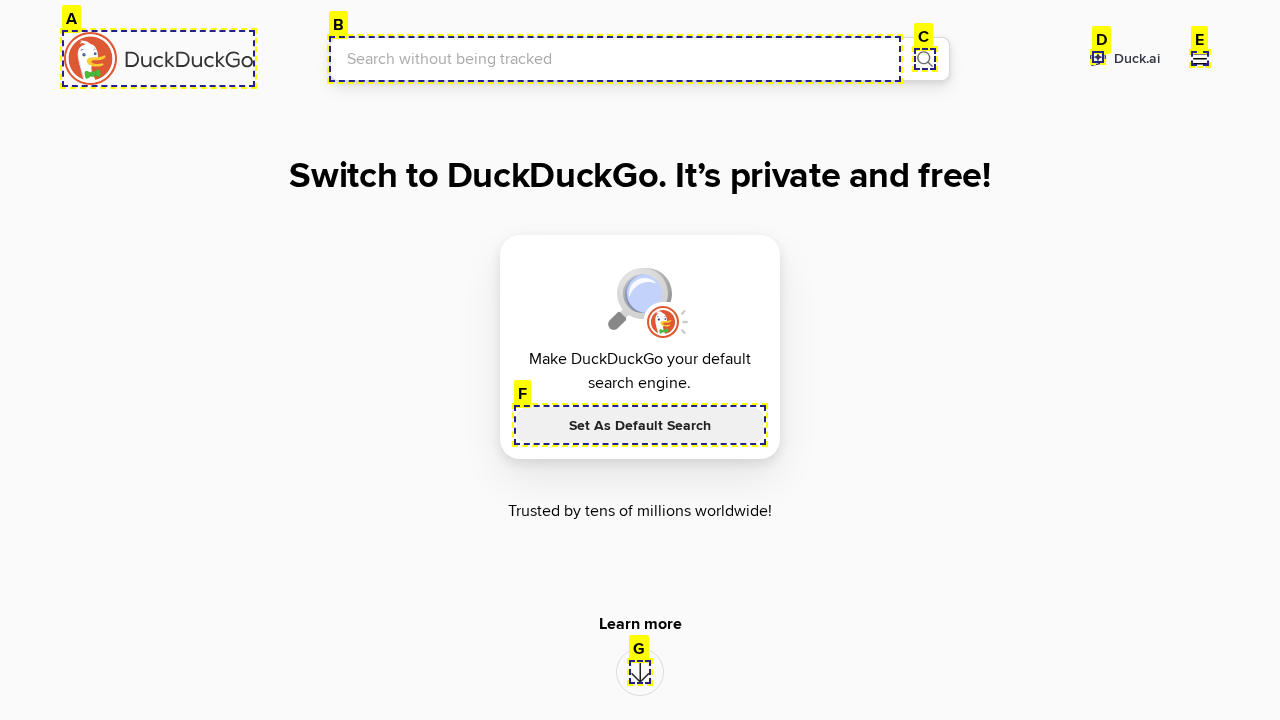 A
B
C
D
E
DuckDuckGo
Search without being tracked
Duck.ai
Switch to DuckDuckGo. It’s private and free!
Make DuckDuckGo your default
search engine.
F
Set As Default Search
Trusted by tens of millions worldwide!
Learn more
G